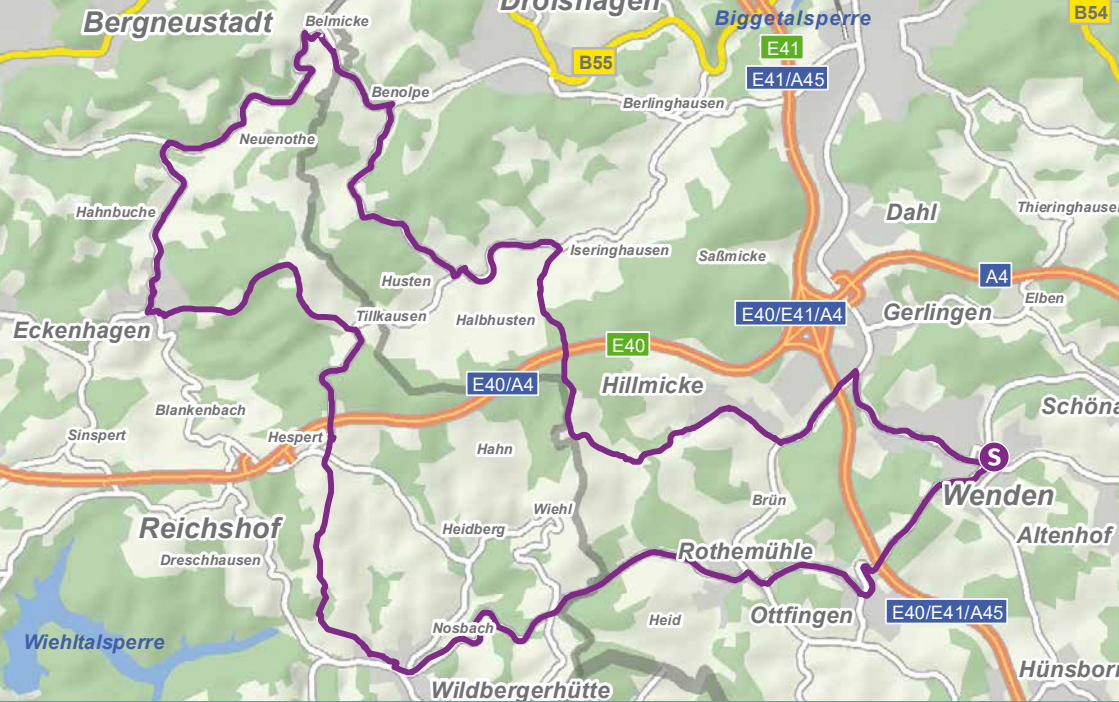 Drolshagen
B54
Bergneustadt
Belmicke
Biggetalsperre
E41
B55
E41/A45
Benolpe
Berlinghausen
Neuenothe
Hahnbuche
Dahl
Thieringhausen
Iseringhausen
Saßmicke
A4
Husten
Elben
Tillkausen
Halbhusten
E40/E41/A4
Gerlingen
Eckenhagen
E40
E40/A4
Hillmicke
Blankenbach
Schöna
Sinspert
Hespert
Hahn
S
Wenden
Brün
Wiehl
Reichshof
Heidberg
Altenhof
Rothemühle
Dreschhausen
E40/E41/A45
Ottfingen
Heid
Nosbach
Wiehltalsperre
Hünsborn
Wildbergerhütte